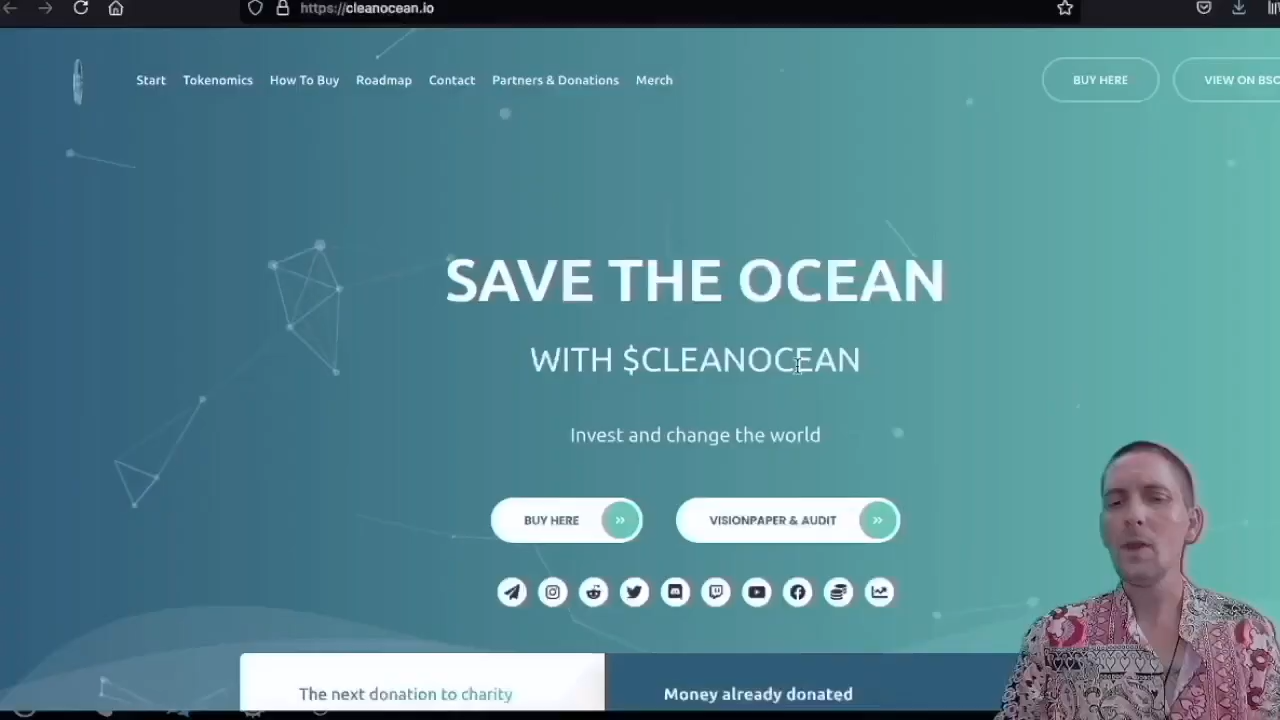 https://cleanocean.io
Start Tokenomics How To Buy Roadmap Contact Partners & Donations Merch
BUY HERE
VIEW ON BSC
SAVE THE OCEAN
WITH $CLEANOCEAN
Invest and change the world
BUY HERE
VISIONPAPER & AUDIT
The next donation to charity
Money already donated